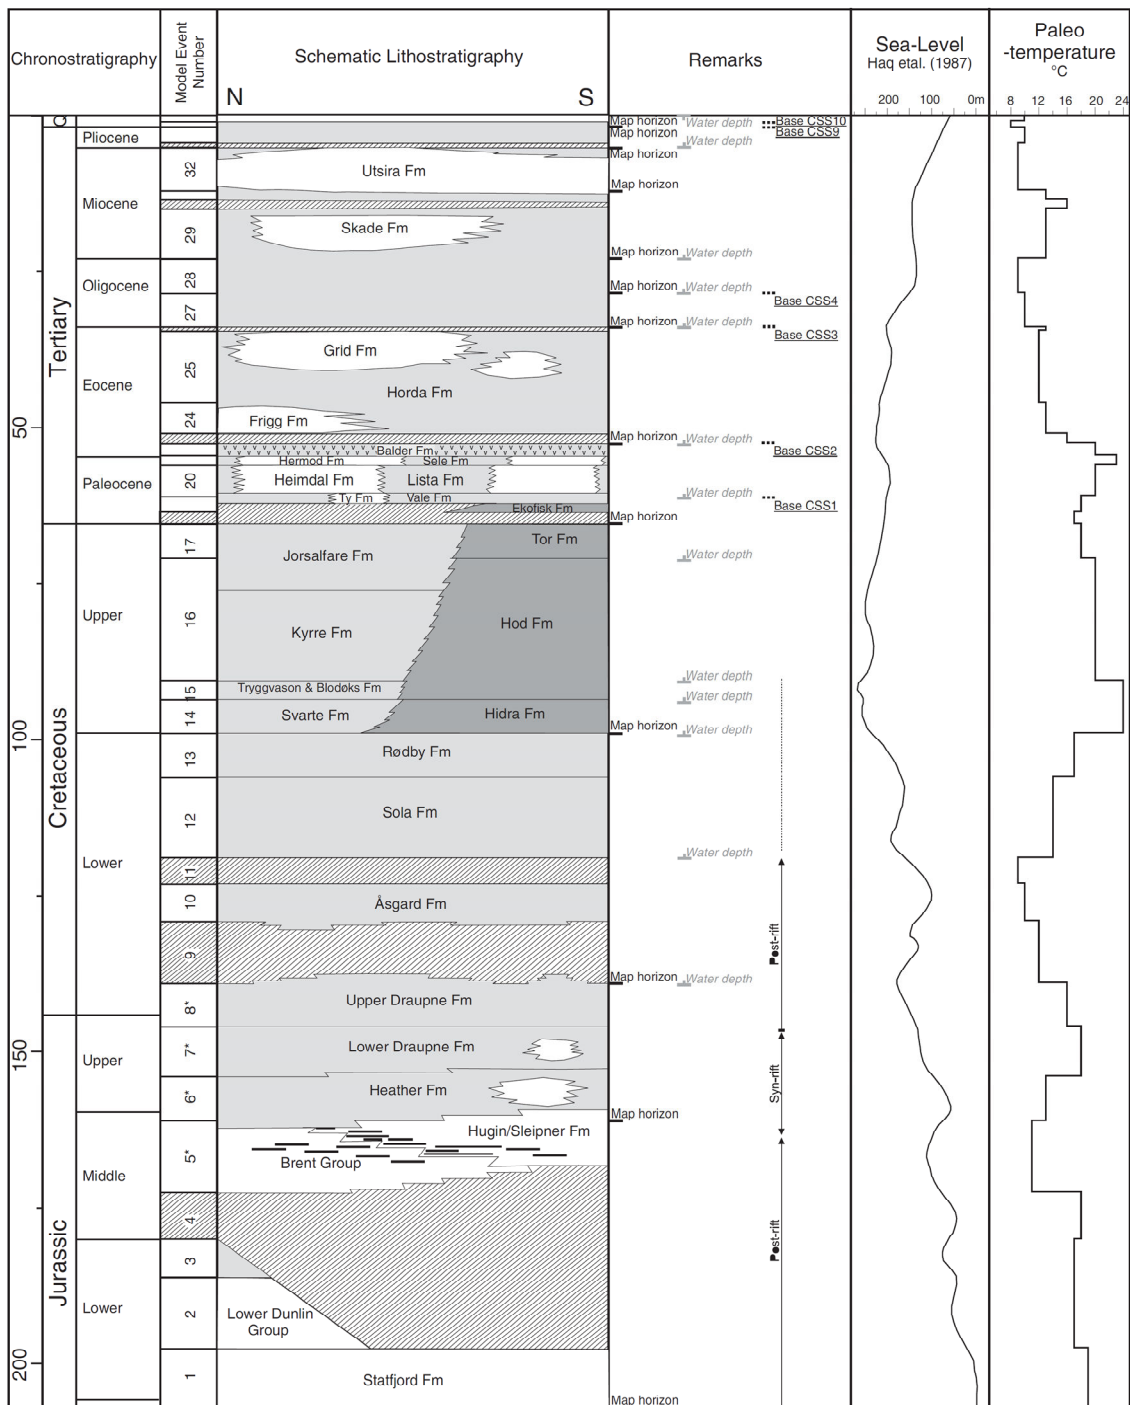 Chronostratigraphy
Model Event
Number
Schematic Lithostratigraphy
N
S
Remarks
Sea-Level
Haq etal. (1987)
200
100
0m
Paleo
-temperature
°C
8
12
16
20
24
Q
Map horizon
Water depth
Base CSS10
Pliocene
Map horizon
Base CSS9
Water depth
Map horizon
32
Utsira Fm
Map horizon
Miocene
29
Skade Fm
Map horizon
Water depth
Oligocene
28
Map horizon
Water depth
Base CSS4
27
Map horizon
Water depth
Base CSS3
Tertiary
Grid Fm
25
Eocene
Horda Fm
24
Frigg Fm
50
Map horizon
Water depth
Balder Fm
Base CSS2
Hermod Fm
Sele Fm
Paleocene
20
Heimdal Fm
Lista Fm
Ty Fm
Vale Fm
Water depth
Base CSS1
Ekofisk Fm
Map horizon
17
Tor Fm
Jorsalfare Fm
Water depth
Upper
16
Hod Fm
Kyrre Fm
Water depth
15
Tryggvason & Blodøks Fm
Water depth
14
Svarte Fm
Hidra Fm
Map horizon
Water depth
100
Cretaceous
13
Rødby Fm
12
Sola Fm
Water depth
Lower
11
10
Åsgard Fm
9
Post-rift
Map horizon
Water depth
8*
Upper Draupne Fm
150
7*
Lower Draupne Fm
Upper
Syn-rift
6*
Heather Fm
Map horizon
Hugin/Sleipner Fm
5*
Brent Group
Middle
4
Post-rift
Jurassic
3
Lower
2
Lower Dunlin
Group
200
1
Statfjord Fm
Map horizon